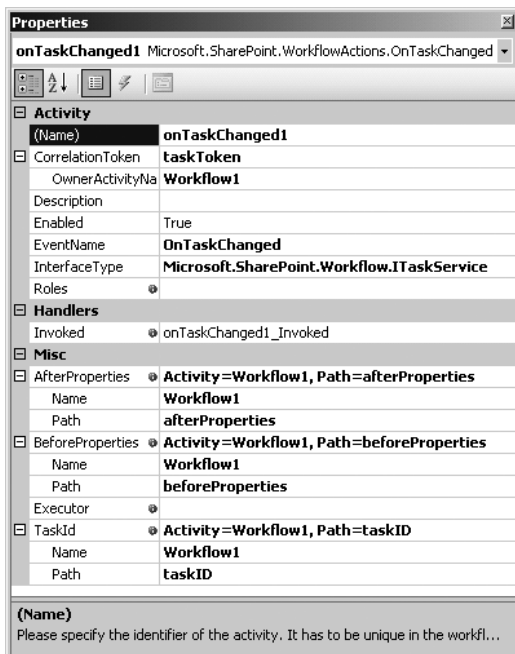 Properties
onTaskChanged1 Microsoft.SharePoint.WorkflowActions.OnTaskChanged
Activity
(Name) onTaskChanged1
CorrelationToken taskToken
OwnerActivityNa Workflow1
Description
Enabled True
EventName OnTaskChanged
InterfaceType Microsoft.SharePoint.Workflow.ITaskService
Roles
Handlers
Invoked onTaskChanged1_Invoked
Misc
AfterProperties Activity=Workflow1, Path=afterProperties
Name Workflow1
Path afterProperties
BeforeProperties Activity=Workflow1, Path=beforeProperties
Name Workflow1
Path beforeProperties
Executor
TaskId Activity=Workflow1, Path=taskID
Name Workflow1
Path taskID
(Name)
Please specify the identifier of the activity. It has to be unique in the workfl...